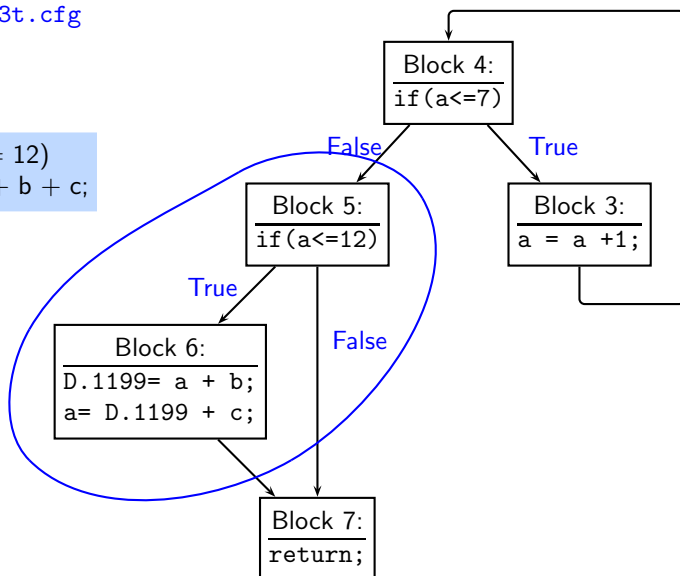 3t.cfg
Block 4:
if(a<=7)
False
True
= 12)
+ b + c;
Block 5:
if(a<=12)
Block 3:
a = a +1;
True
False
Block 6:
D.1199= a + b;
a= D.1199 + c;
Block 7:
return;